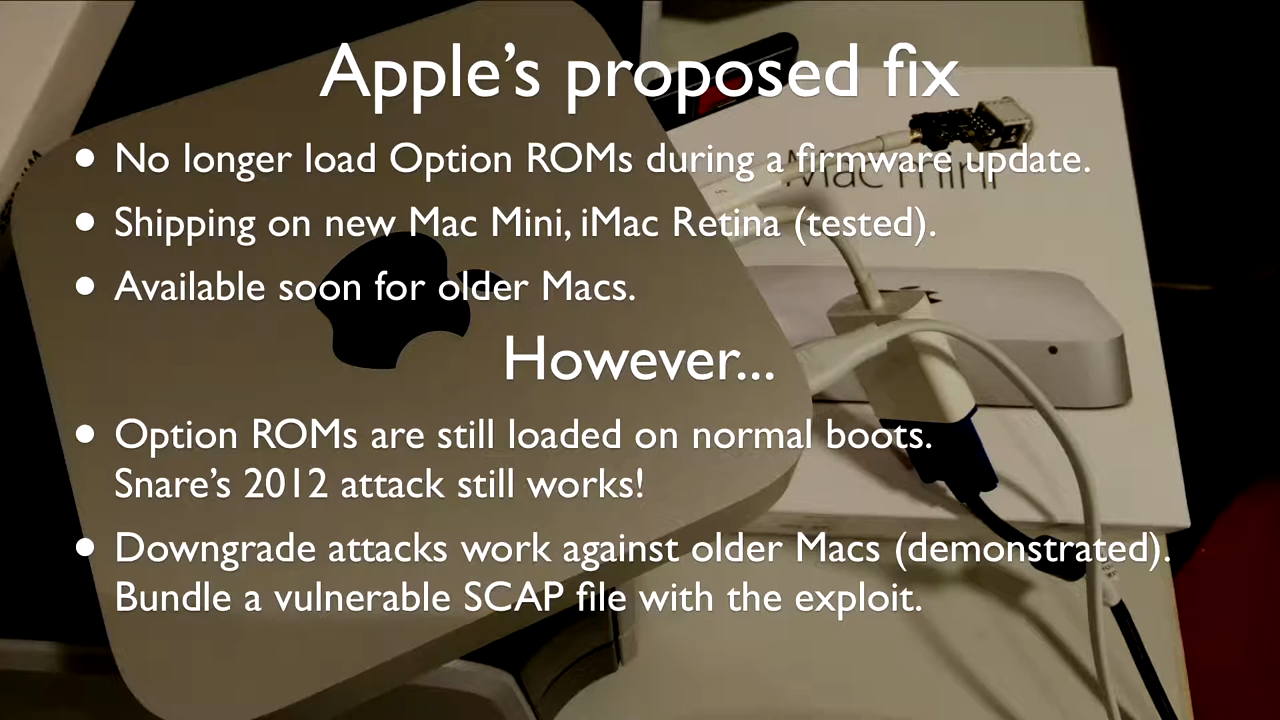 Apple's proposed fix
• No longer load Option ROMs during a firmware update.
• Shipping on new Mac Mini, iMac Retina (tested).
• Available soon for older Macs.
However...
• Option ROMs are still loaded on normal boots.
Snare's 2012 attack still works!
• Downgrade attacks work against older Macs (demonstrated).
Bundle a vulnerable SCAP file with the exploit.
Mac mini